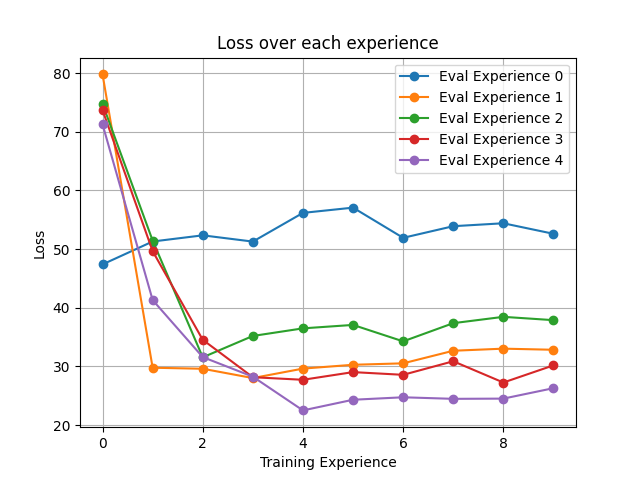 Loss over each experience
Eval Experience 0
Eval Experience 1
Eval Experience 2
Eval Experience 3
Eval Experience 4
80
70
60
50
40
30
20
Loss
0 2 4 6 8
Training Experience